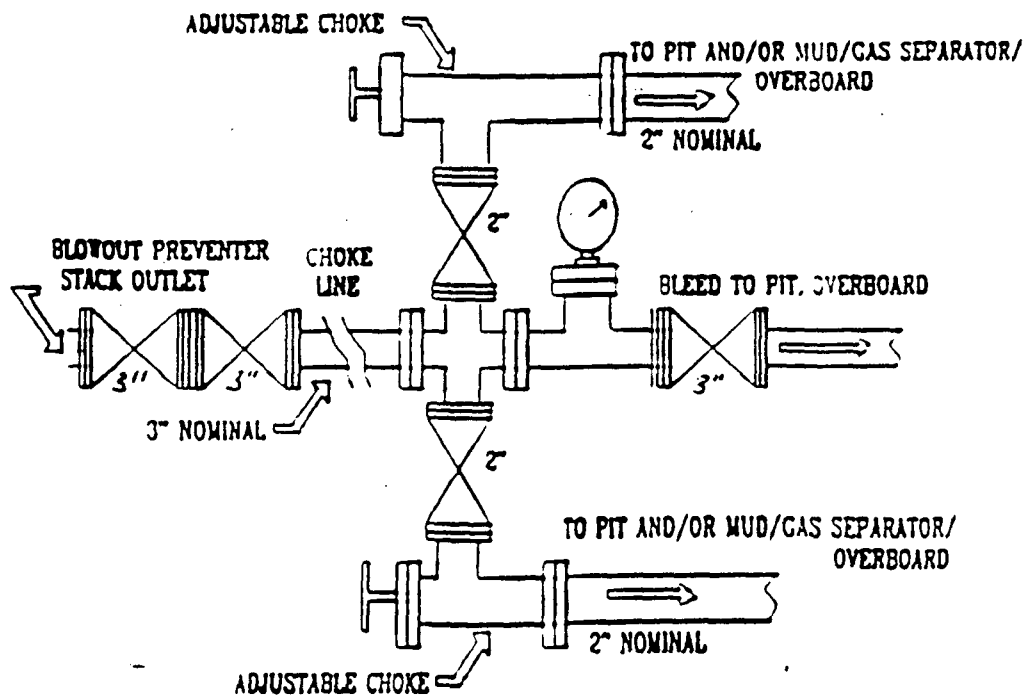 ADJUSTABLE CHOKE
TO PIT AND/OR MUD/GAS SEPARATOR/
OVERBOARD
2" NOMINAL
2"
BLOWOUT PREVENTER
STACK OUTLET
CHOKE
LINE
BLEED TO PIT, OVERBOARD
3"
3"
3"
3" NOMINAL
2"
TO PIT AND/OR MUD/GAS SEPARATOR/
OVERBOARD
2" NOMINAL
ADJUSTABLE CHOKE